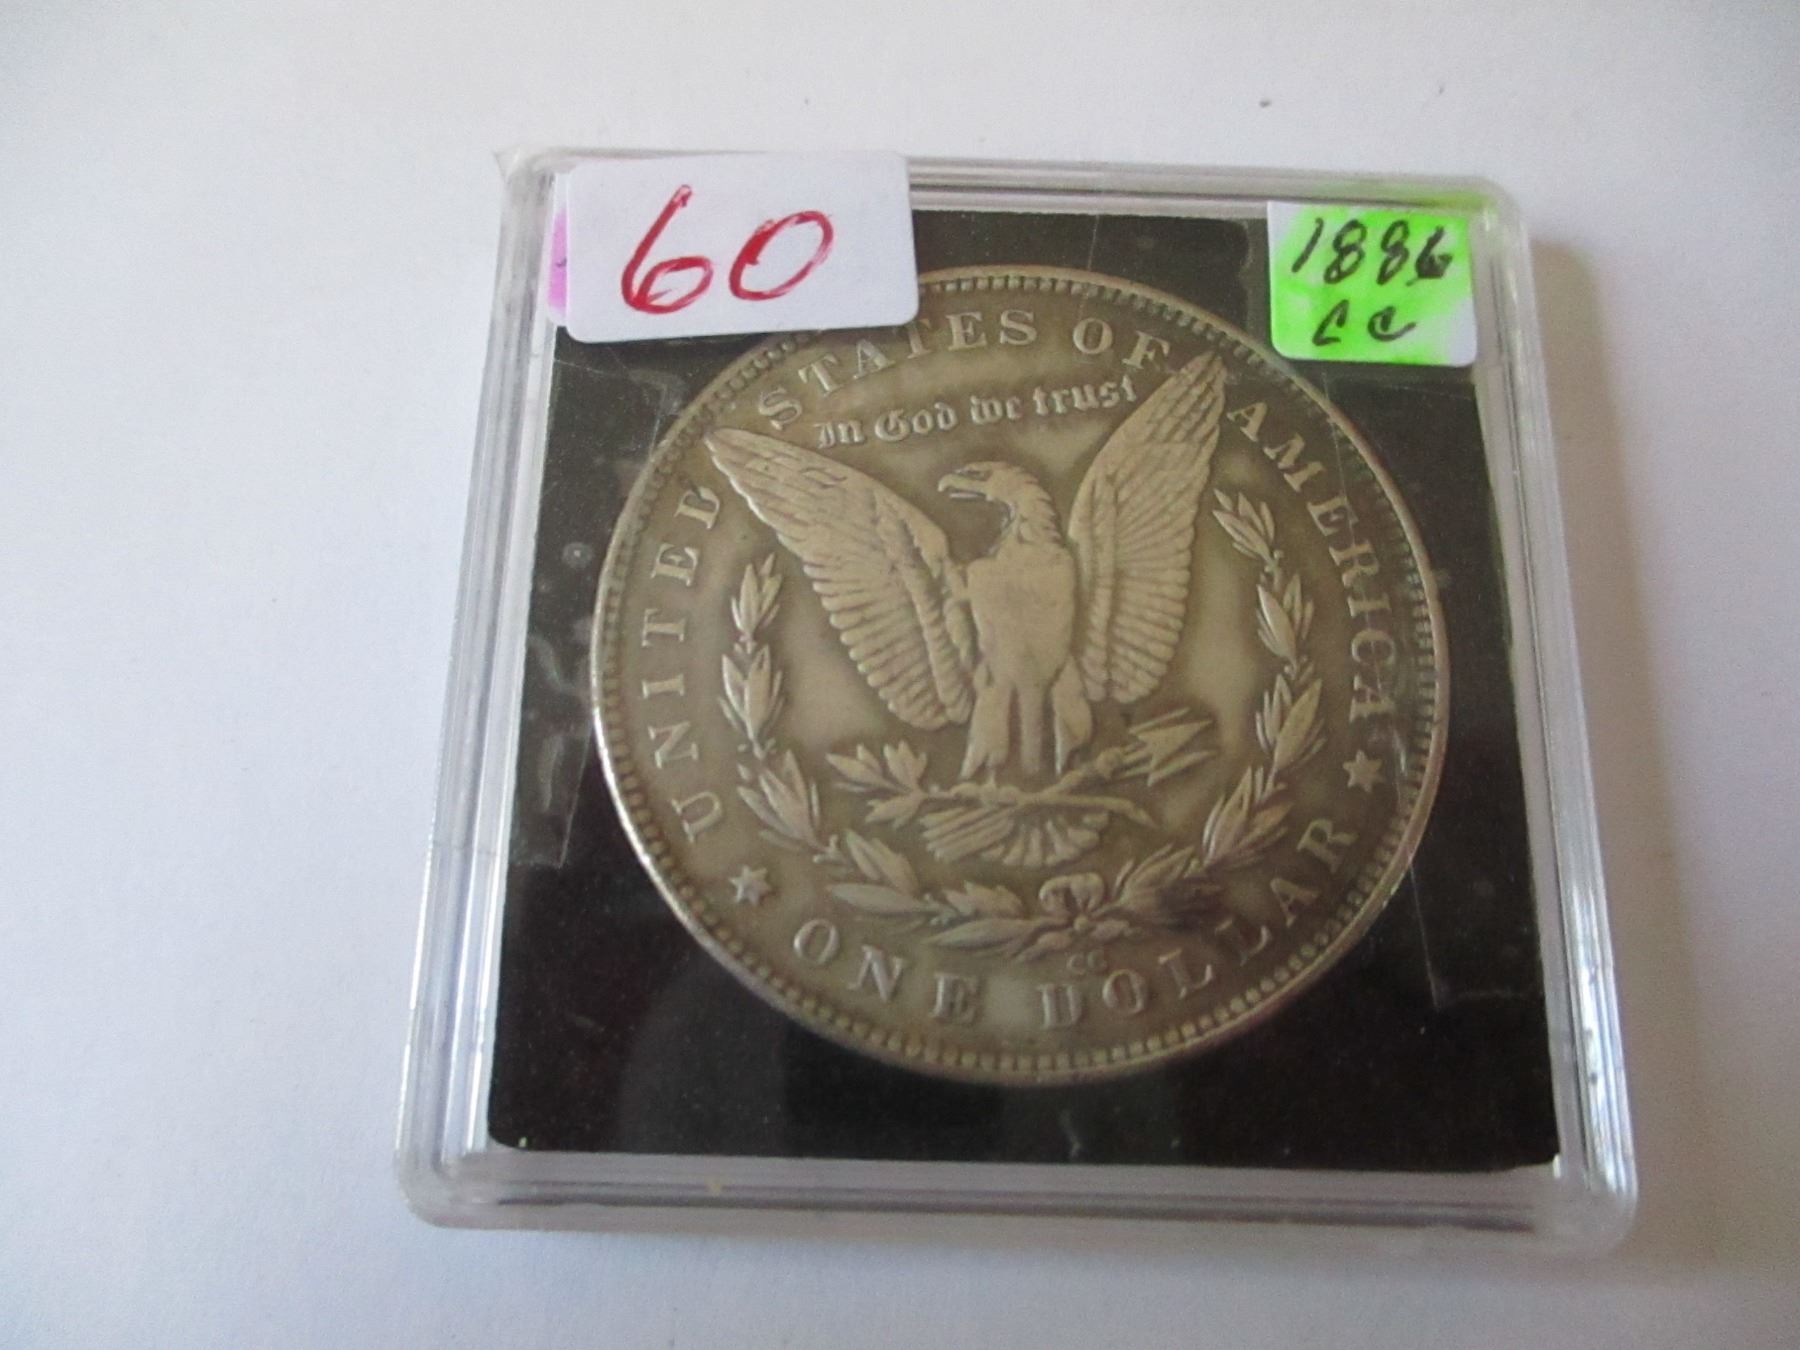 60
1886
CC
UNITED STATES OF AMERICA
In God we trust
CC
ONE DOLLAR